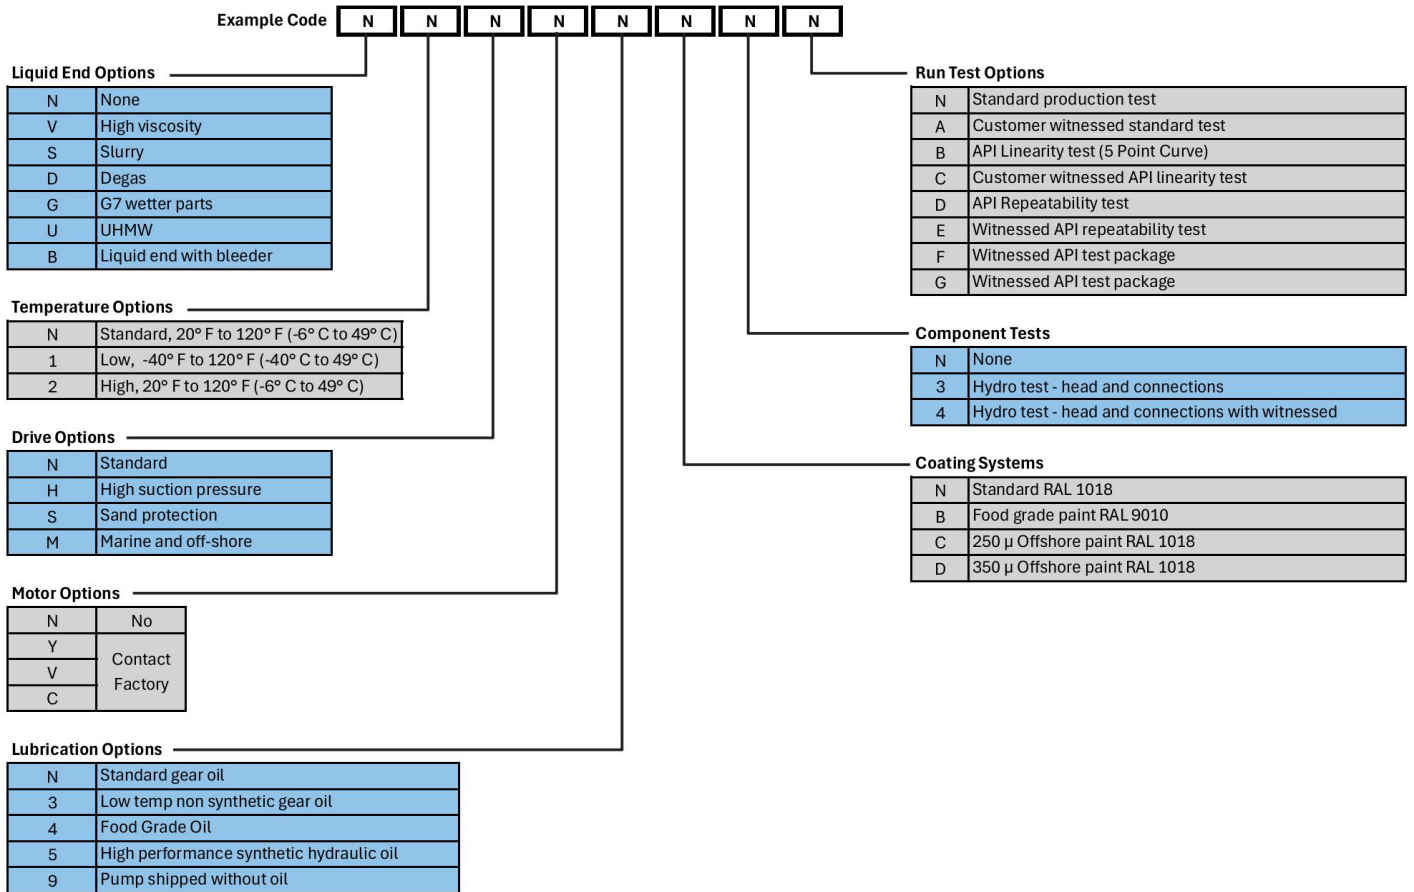 Example Code N N N N N N N N
Liquid End Options
N None
V High viscosity
S Slurry
D Degas
G G7 wetter parts
U UHMW
B Liquid end with bleeder
Temperature Options
N Standard, 20° F to 120° F (-6° C to 49° C)
1 Low, -40° F to 120° F (-40° C to 49° C)
2 High, 20° F to 120° F (-6° C to 49° C)
Drive Options
N Standard
H High suction pressure
S Sand protection
M Marine and off-shore
Motor Options
N No
Y
V
C
Contact
Factory
Lubrication Options
N Standard gear oil
3 Low temp non synthetic gear oil
4 Food Grade Oil
5 High performance synthetic hydraulic oil
9 Pump shipped without oil
Run Test Options
N Standard production test
A Customer witnessed standard test
B API Linearity test (5 Point Curve)
C Customer witnessed API linearity test
D API Repeatability test
E Witnessed API repeatability test
F Witnessed API test package
G Witnessed API test package
Component Tests
N None
3 Hydro test - head and connections
4 Hydro test - head and connections with witnessed
Coating Systems
N Standard RAL 1018
B Food grade paint RAL 9010
C 250 µ Offshore paint RAL 1018
D 350 µ Offshore paint RAL 1018